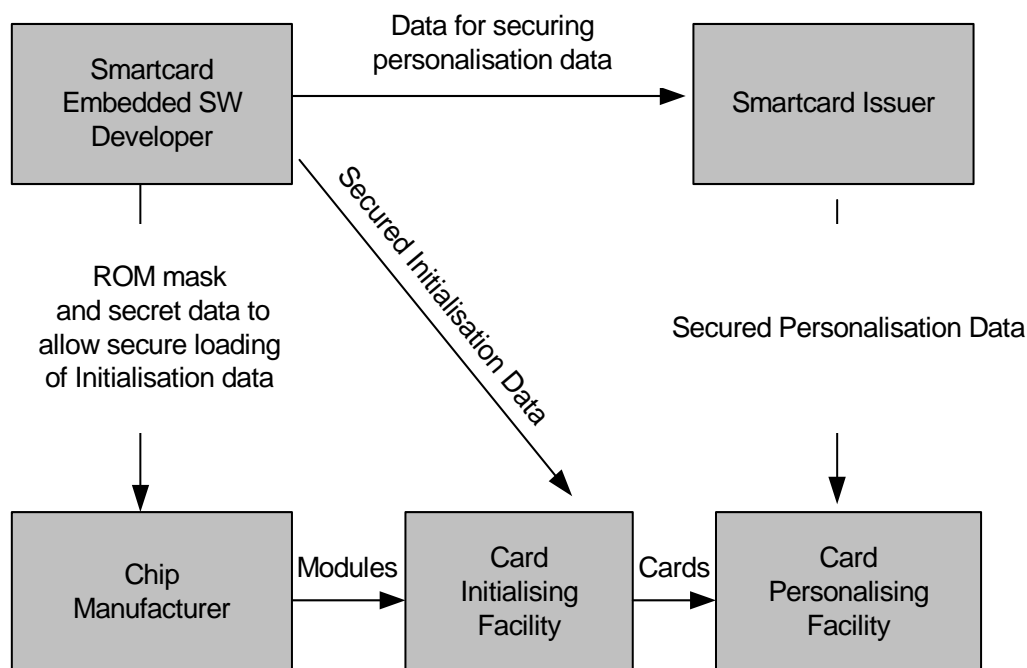 Data for securing
personalisation data
Smartcard
Embedded SW
Developer
Smartcard Issuer
Secured Initialisation Data
ROM mask
and secret data to
allow secure loading
of Initialisation data
Secured Personalisation Data
Chip
Manufacturer
Modules
Card
Initialising
Facility
Cards
Card
Personalising
Facility